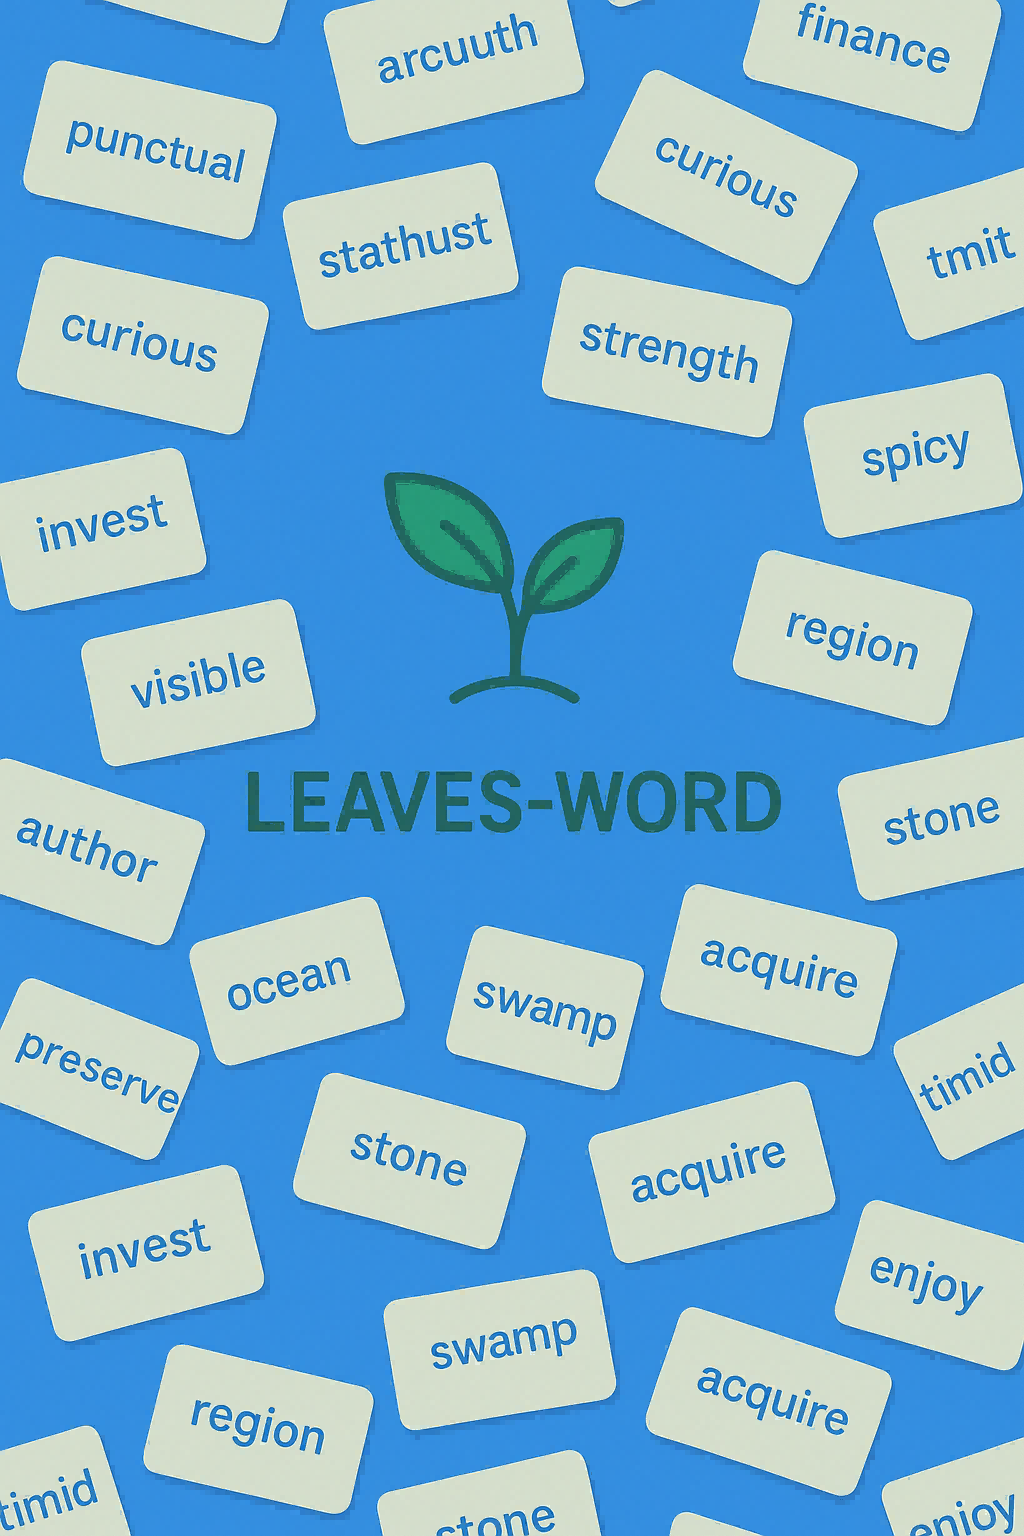 arcuuth
finance
punctual
curious
stathust
tmit
curious
strength
spicy
invest
region
visible
LEAVES-WORD
stone
author
ocean
acquire
swamp
preserve
timid
stone
acquire
invest
enjoy
swamp
acquire
region
timid
stone
enjoy